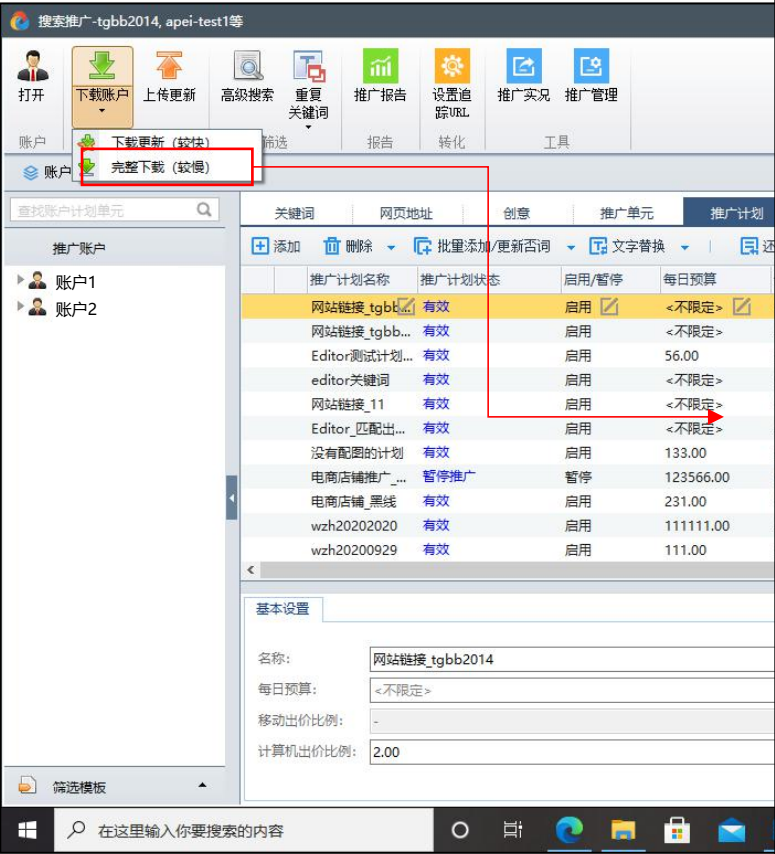 搜索推广-tgbb2014, apei-test1等
打开
下载账户
上传更新
高级搜索
重复
关键词
推广报告
设置追
踪URL
推广实况
推广管理
账户
筛选
报告
转化
工具
下载更新（较快）
完整下载（较慢）
账户
查找账户计划单元
推广账户
账户1
账户2
关键词
网页地址
创意
推广单元
推广计划
添加
删除
批量添加/更新否词
文字替换
还
推广计划名称 推广计划状态 启用/暂停 每日预算
网站链接_tgbb... 有效 启用 <不限定>
网站链接_tgbb... 有效 启用 <不限定>
Editor测试计划... 有效 启用 56.00
editor关键词 有效 启用 <不限定>
网站链接_11 有效 启用 <不限定>
Editor_匹配出... 有效 启用 <不限定>
没有配图的计划 有效 启用 133.00
电商店铺推广_... 暂停推广 暂停 123566.00
电商店铺_黑线 有效 启用 231.00
wzh20202020 有效 启用 111111.00
wzh20200929 有效 启用 111.00
基本设置
名称: 网站链接_tgbb2014
每日预算: <不限定>
移动出价比例: -
计算机出价比例: 2.00
筛选模板
在这里输入你要搜索的内容